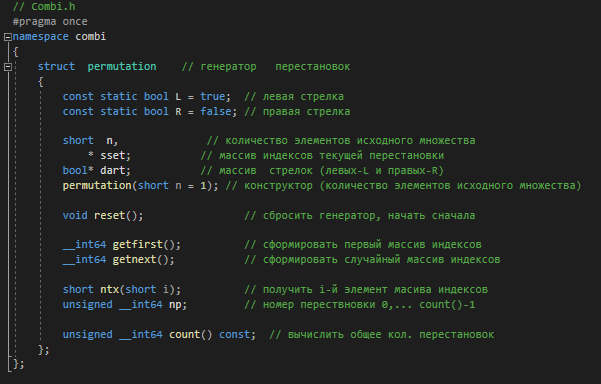 // Combi.h
#pragma once
namespace combi
{
struct  permutation    // генератор   перестановок
{
const static bool L = true;  // левая стрелка
const static bool R = false; // правая стрелка
short  n,              // количество элементов исходного множества
* sset;           // массив индексов текущей перестановки
bool* dart;           // массив  стрелок (левых-L и правых-R)
permutation(short n = 1); // конструктор (количество элементов исходного множества)
void reset();                // сбросить генератор, начать сначала
__int64 getfirst();          // сформировать первый массив индексов
__int64 getnext();           // сформировать случайный массив индексов
short ntx(short i);          // получить i-й элемент масива индексов
unsigned __int64 np;         // номер перествновки 0,... count()-1
unsigned __int64 count() const;  // вычислить общее кол. перестановок
};
};